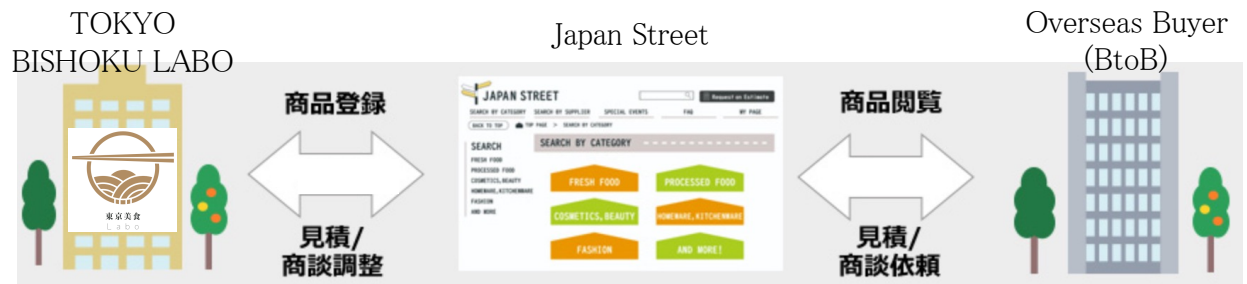 TOKYO
BISHOKU LABO
東京美食
Labo
商品登録
見積/
商談調整
Japan Street
JAPAN STREET
Request an Estimate
SEARCH BY CATEGORY SEARCH BY SUPPLIER SPECIAL EVENTS FAQ MY PAGE
BACK TO TOP TOP PAGE > SEARCH BY CATEGORY
SEARCH
FRESH FOOD
PROCESSED FOOD
COSMETICS,BEAUTY
HOMEWARE,KITCHENWARE
FASHION
AND MORE
SEARCH BY CATEGORY
FRESH FOOD PROCESSED FOOD
COSMETICS,BEAUTY HOMEWARE,KITCHENWARE
FASHION AND MORE!
商品閲覧
見積/
商談依頼
Overseas Buyer
(BtoB)